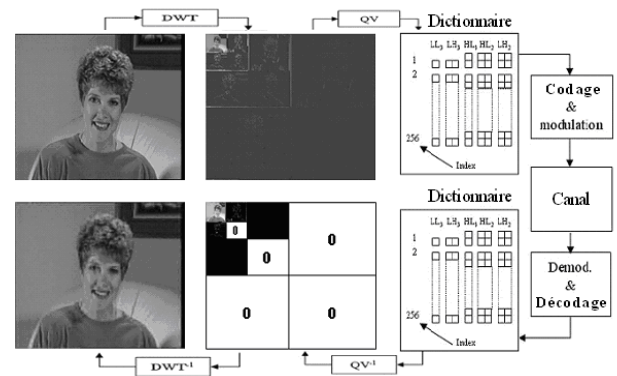 DWT
QV
Dictionnaire
LL3 LH3 HL3 HL2 LH2
1
2
256
Index
Codage
&
modulation
Canal
Demod.
&
Décodage
Dictionnaire
LL3 LH3 HL3 HL2 LH2
1
2
256
Index
0
0
0
0
0
DWT-1
QV-1